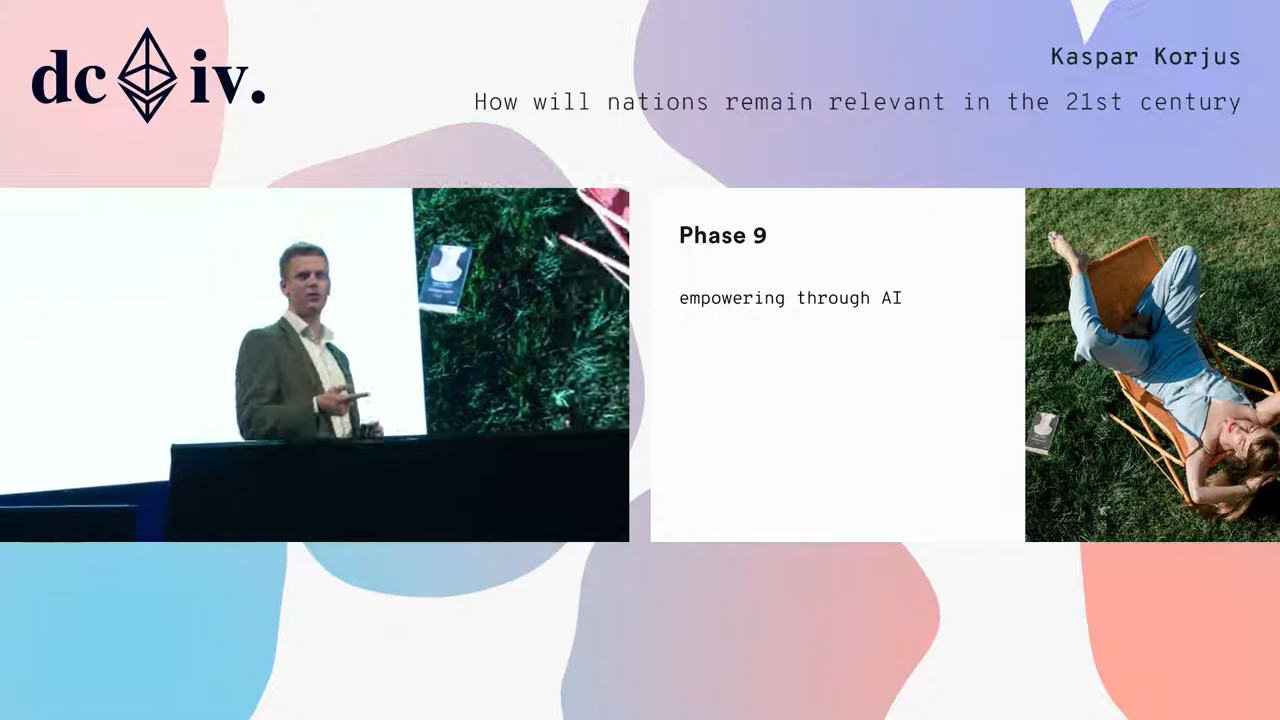 dc iv.
Kaspar Korjus
How will nations remain relevant in the 21st century
Phase 9
empowering through AI